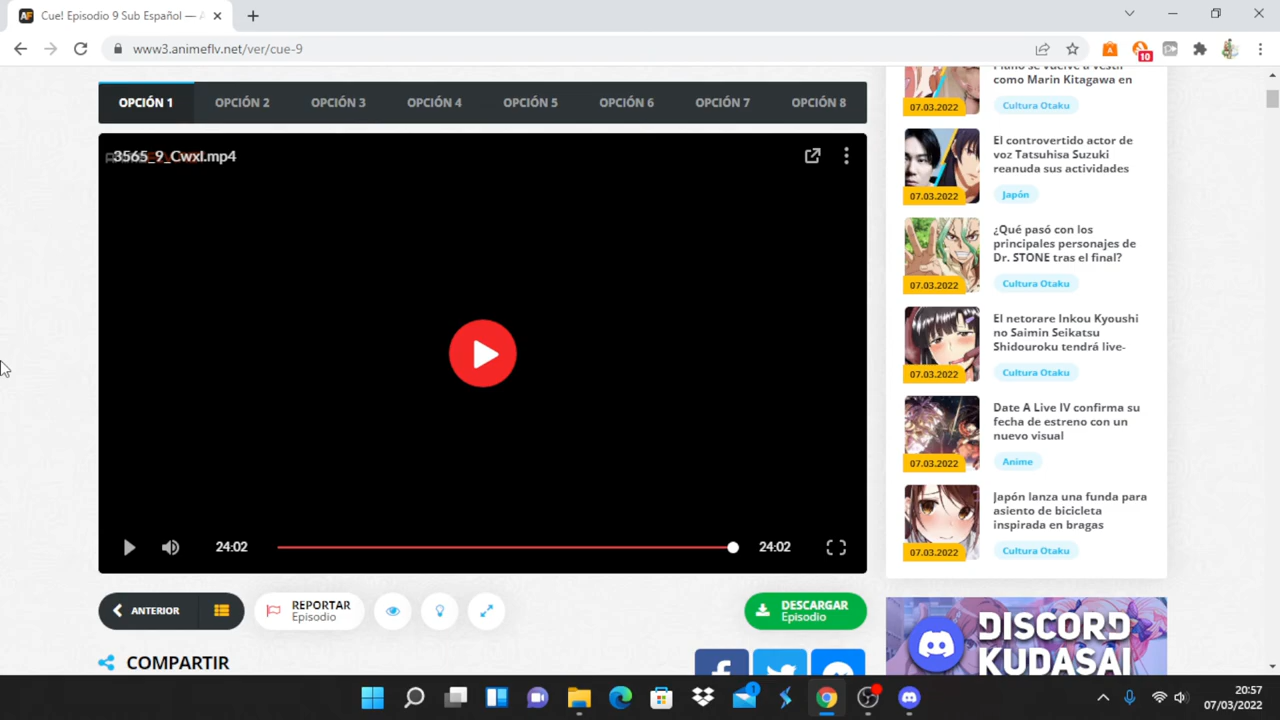 Cue! Episodio 9 Sub Español — A
www3.animeflv.net/ver/cue-9
10
OPCIÓN 1
OPCIÓN 2
OPCIÓN 3
OPCIÓN 4
OPCIÓN 5
OPCIÓN 6
OPCIÓN 7
OPCIÓN 8
3565_9_Cwxl.mp4
24:02
24:02
ANTERIOR
REPORTAR
Episodio
DESCARGAR
Episodio
COMPARTIR
Plano se vuelve a vestir
como Marin Kitagawa en
07.03.2022
Cultura Otaku
El controvertido actor de
voz Tatsuhisa Suzuki
reanuda sus actividades
07.03.2022
Japón
¿Qué pasó con los
principales personajes de
Dr. STONE tras el final?
07.03.2022
Cultura Otaku
El netorare Inkou Kyoushi
no Saimin Seikatsu
Shidouroku tendrá live-
07.03.2022
Cultura Otaku
Date A Live IV confirma su
fecha de estreno con un
nuevo visual
07.03.2022
Anime
Japón lanza una funda para
asiento de bicicleta
inspirada en bragas
07.03.2022
Cultura Otaku
DISCORD
KUDASAI
1
20:57
07/03/2022